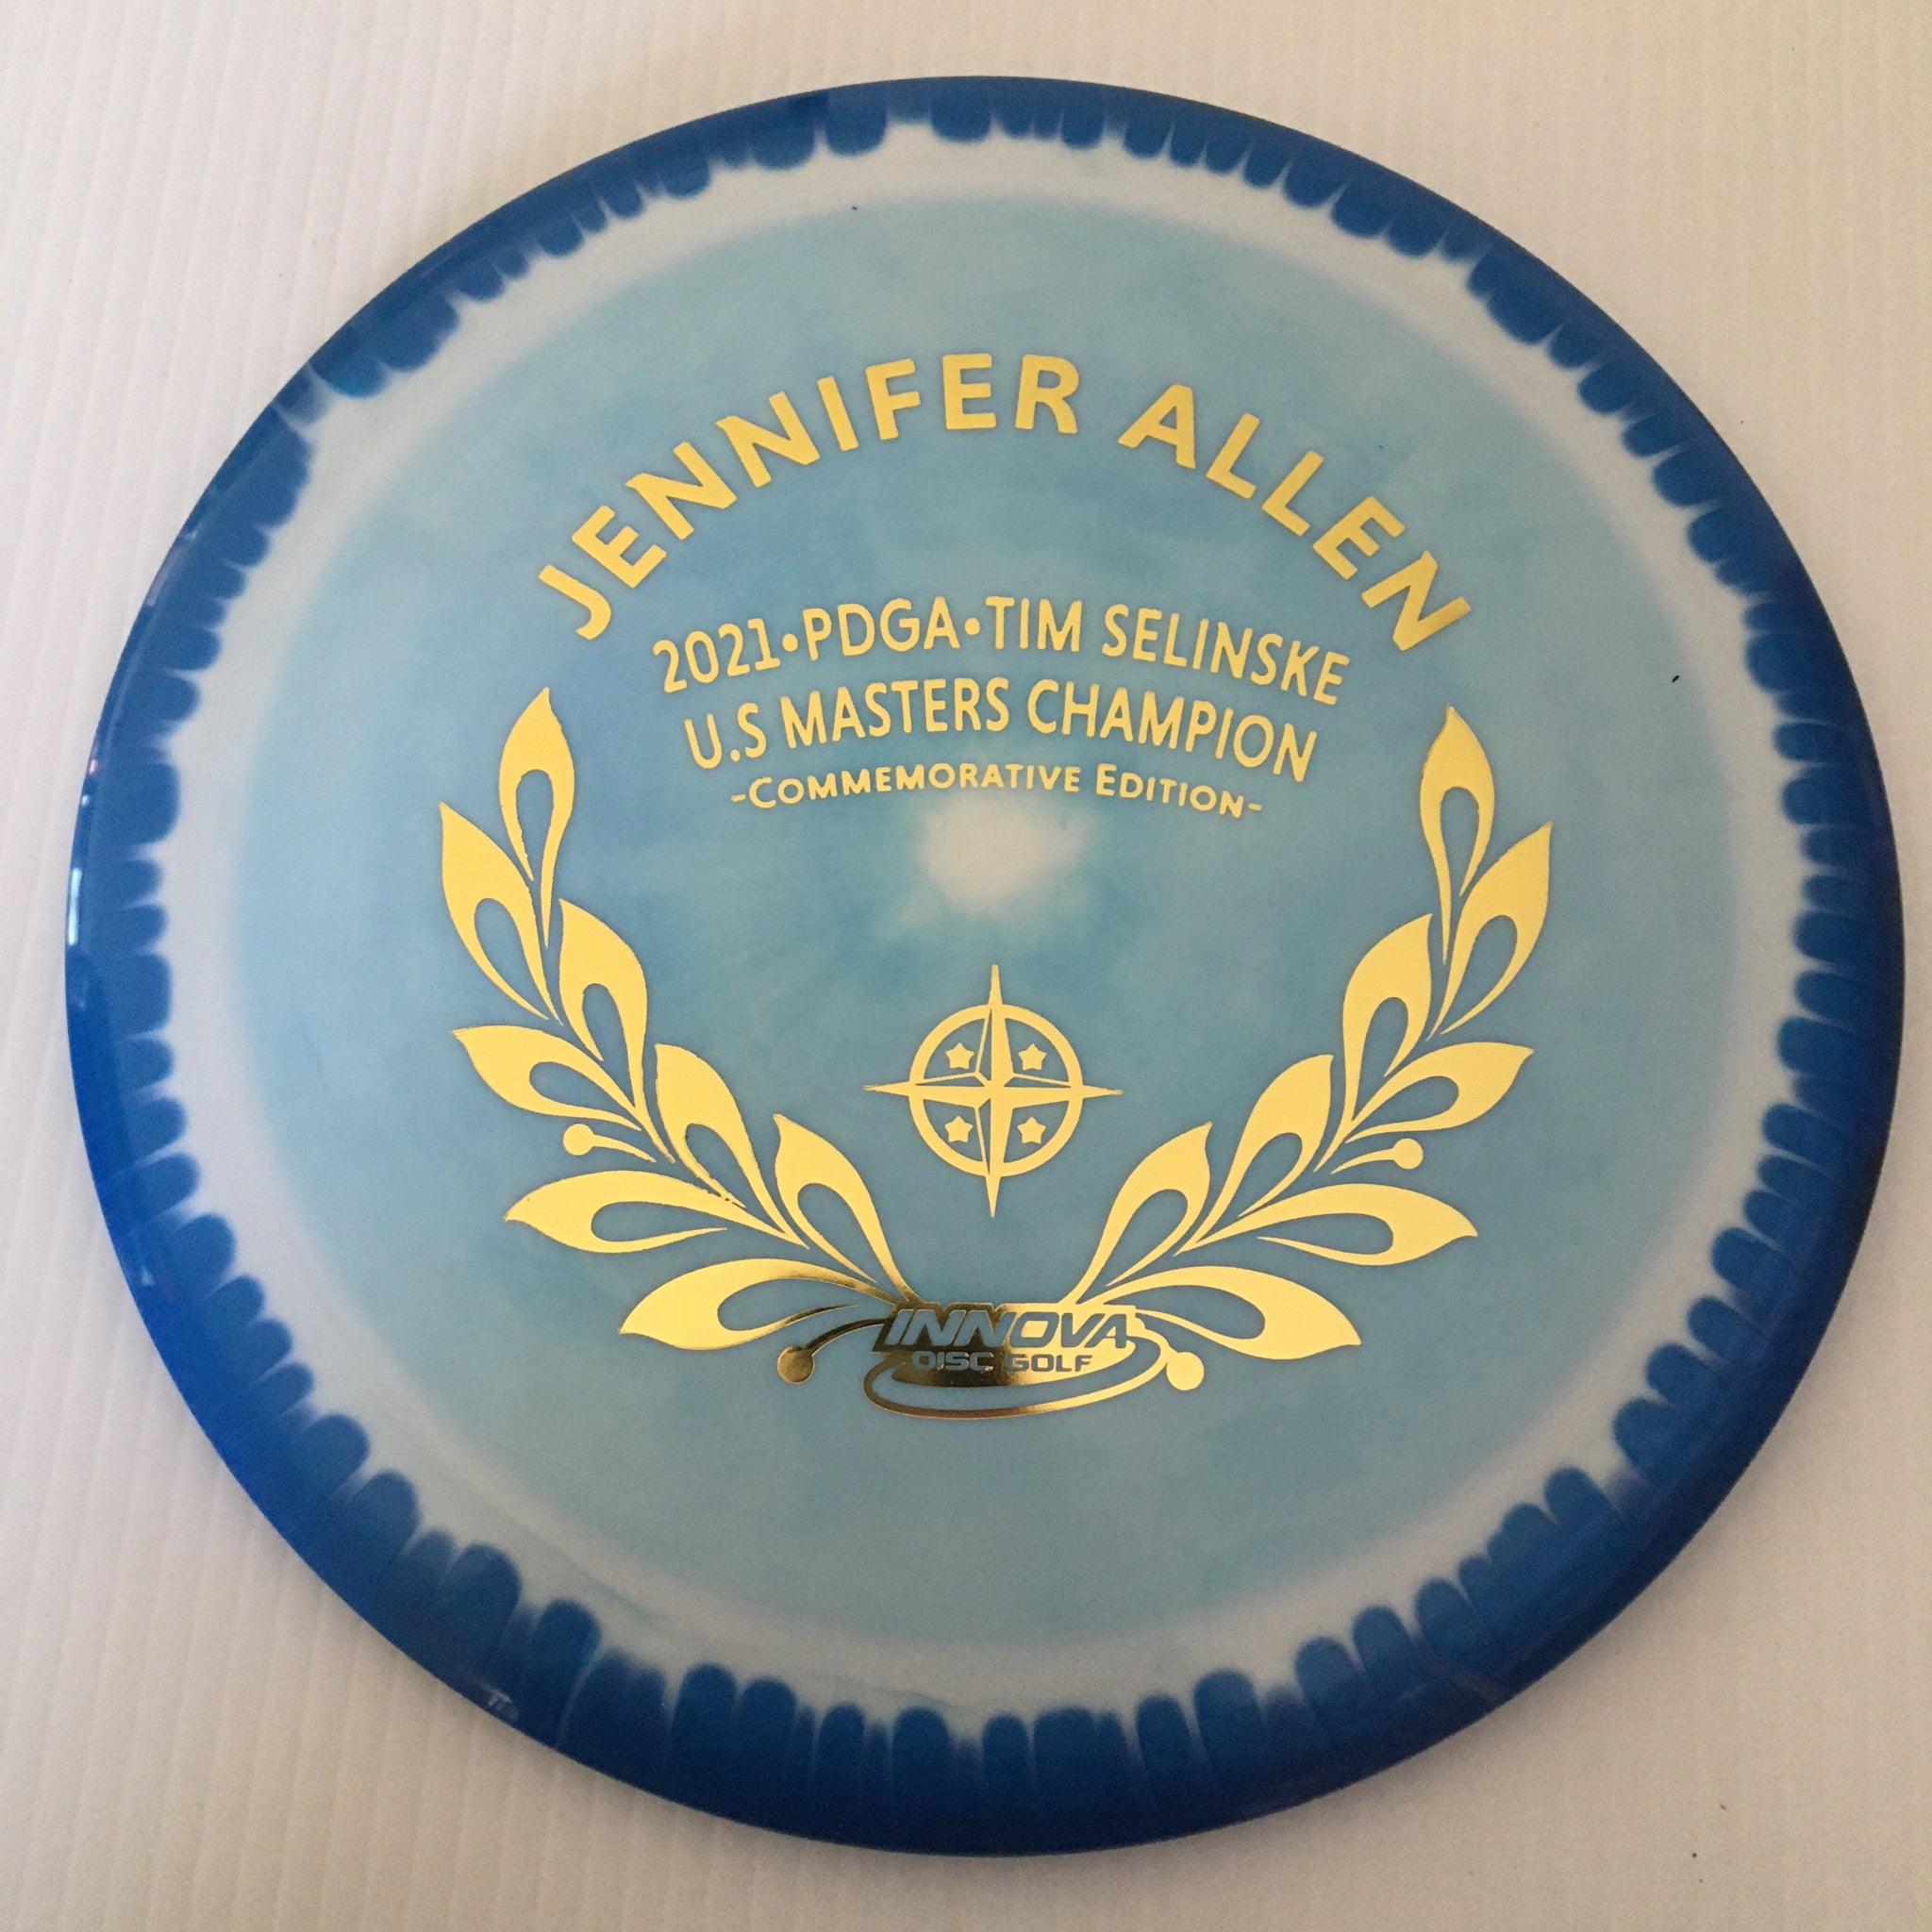 JENNIFER ALLEN
2021•PDGA•TIM SELINSKE
U.S MASTERS CHAMPION
-COMMEMORATIVE EDITION-
INNOVA
DISC GOLF